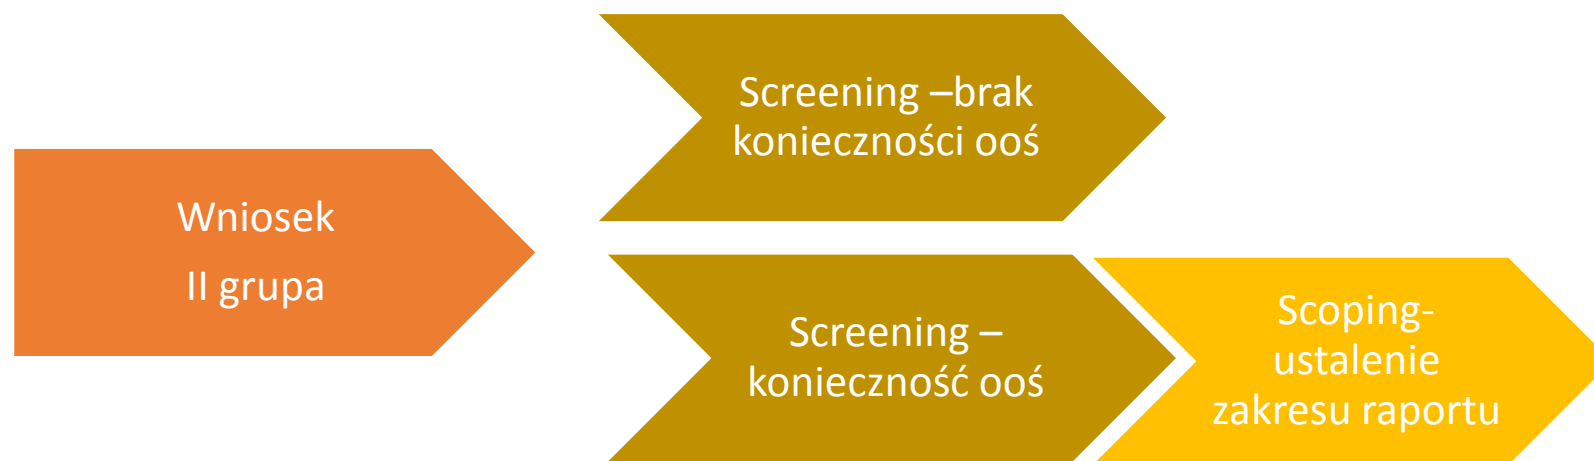 Wniosek
II grupa
Screening –brak
konieczności ooś
Screening –
konieczność ooś
Scoping-
ustalenie
zakresu raportu